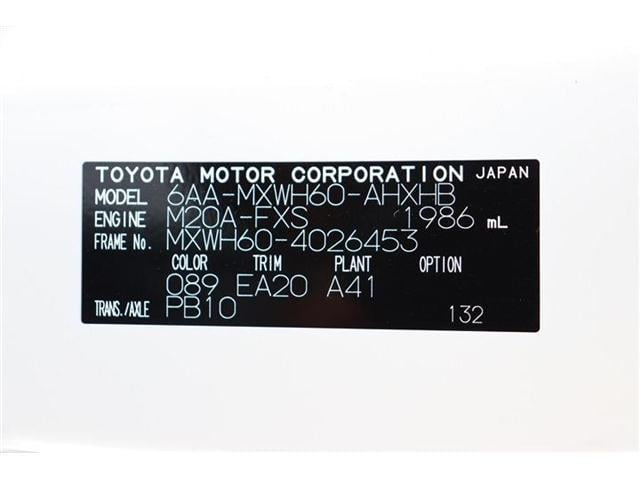 TOYOTA MOTOR CORPORATION JAPAN
MODEL 6AA-MXWH60-AHXHB
ENGINE M20A-FXS 1986 mL
FRAME No. MXWH60-4026453
COLOR TRIM PLANT OPTION
089 EA20 A41
TRANS./AXLE PB10 132